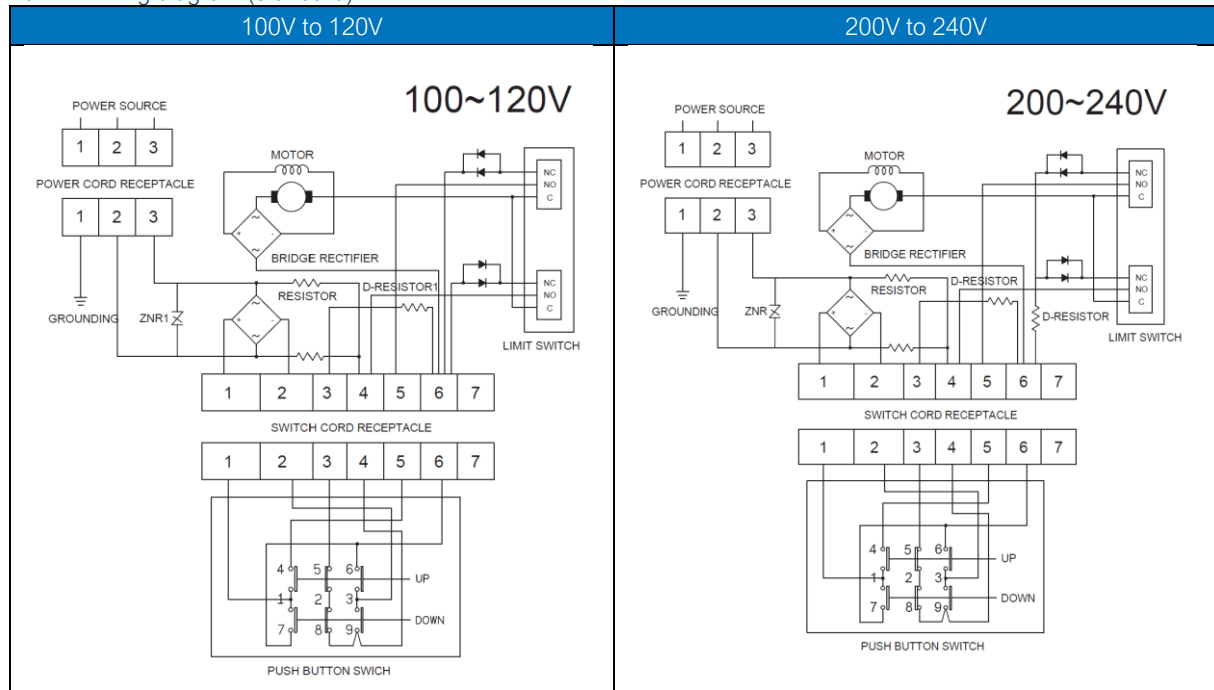 100V to 120V
100~120V
POWER SOURCE
1 2 3
POWER CORD RECEPTACLE
1 2 3
MOTOR
NC
NO
C
BRIDGE RECTIFIER
D-RESISTOR1
RESISTOR
NC
NO
C
GROUNDING
ZNR1
LIMIT SWITCH
1 2 3 4 5 6 7
SWITCH CORD RECEPTACLE
1 2 3 4 5 6 7
4 5 6
UP
1 2 3
DOWN
7 8 9
PUSH BUTTON SWICH
200V to 240V
200~240V
POWER SOURCE
1 2 3
POWER CORD RECEPTACLE
1 2 3
MOTOR
NC
NO
C
BRIDGE RECTIFIER
D-RESISTOR
RESISTOR
NC
NO
C
GROUNDING
ZNR
D-RESISTOR
LIMIT SWITCH
1 2 3 4 5 6 7
SWITCH CORD RECEPTACLE
1 2 3 4 5 6 7
4 5 6
UP
1 2 3
DOWN
7 8 9
PUSH BUTTON SWITCH